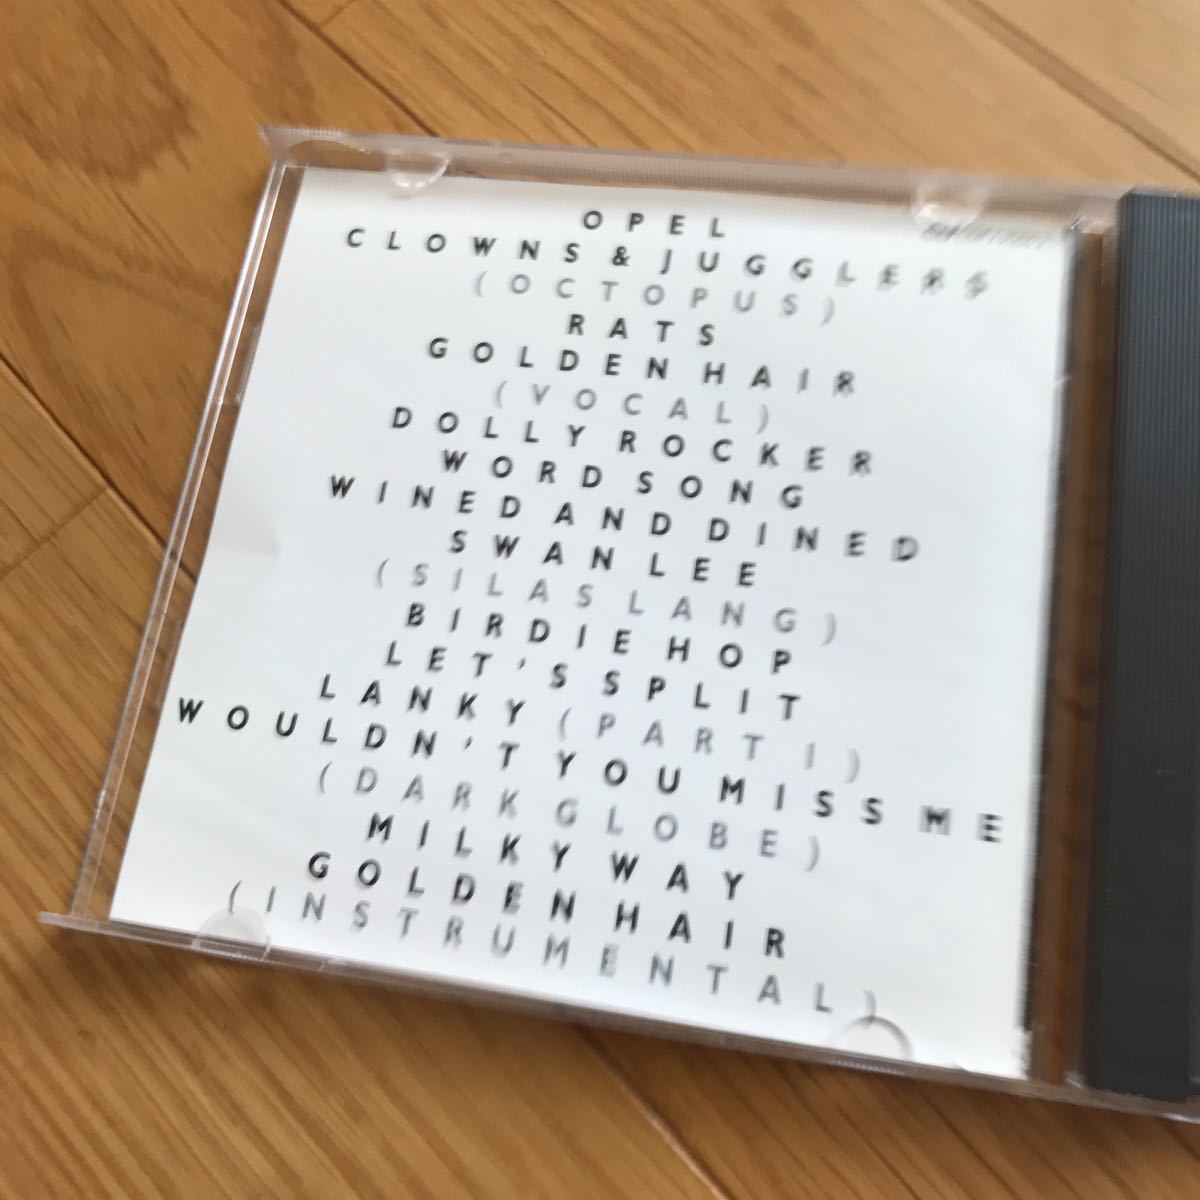 OPEL
CLOWNS & JUGGLERS
(OCTOPUS)
RATS
GOLDEN HAIR
(VOCAL)
DOLLY ROCKER
WORD SONG
WINED AND DINED
SWAN LEE
(SILAS LANG)
BIRDIE HOP
LET'S SPLIT
LANKY (PART I)
WOULDN'T YOU MISS ME
(DARK GLOBE)
MILKY WAY
GOLDEN HAIR
(INSTRUMENTAL)